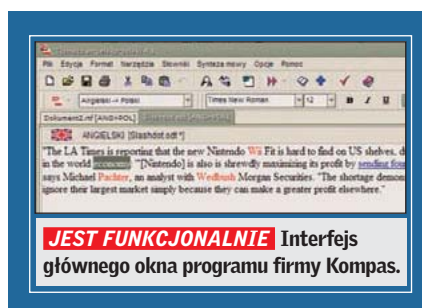 Plik Edycja Format Narzędzia Słowniki Synteza mowy Opcje Pomoc
Angielski -> Polski Times New Roman 12 B I U
Dokument2.rtf [ANG+POL]
ANGIELSKI [Slashdot.odt *]
"The LA Times is reporting that the new Nintendo Wii Fit is hard to find on US shelves, d
in the world economy. "[Nintendo] is also is shrewdly maximizing its profit by sending four
says Michael Pachter, an analyst with Wedbush Morgan Securities. "The shortage demon
ignore their largest market simply because they can make a greater profit elsewhere."
JEST FUNKCJONALNIE Interfejs
głównego okna programu firmy Kompas.